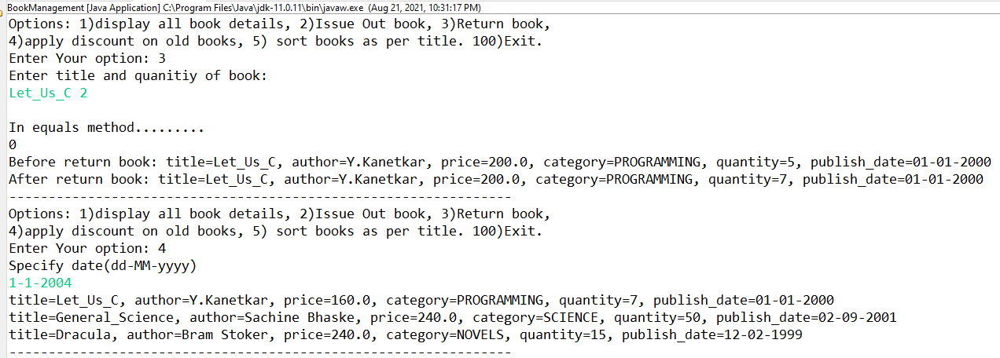 BookManagement [Java Application] C:\Program Files\Java\jdk-11.0.11\bin\javaw.exe (Aug 21, 2021, 10:31:17 PM)
Options: 1)display all book details, 2)Issue Out book, 3)Return book,
4)apply discount on old books, 5) sort books as per title. 100)Exit.
Enter Your option: 3
Enter title and quanitiy of book:
Let_Us_C 2
In equals method.........
0
Before return book: title=Let_Us_C, author=Y.Kanetkar, price=200.0, category=PROGRAMMING, quantity=5, publish_date=01-01-2000
After return book: title=Let_Us_C, author=Y.Kanetkar, price=200.0, category=PROGRAMMING, quantity=7, publish_date=01-01-2000
----------------------------------------------------------------
Options: 1)display all book details, 2)Issue Out book, 3)Return book,
4)apply discount on old books, 5) sort books as per title. 100)Exit.
Enter Your option: 4
Specify date(dd-MM-yyyy)
1-1-2004
title=Let_Us_C, author=Y.Kanetkar, price=160.0, category=PROGRAMMING, quantity=7, publish_date=01-01-2000
title=General_Science, author=Sachine Bhaske, price=240.0, category=SCIENCE, quantity=50, publish_date=02-09-2001
title=Dracula, author=Bram Stoker, price=240.0, category=NOVELS, quantity=15, publish_date=12-02-1999
----------------------------------------------------------------